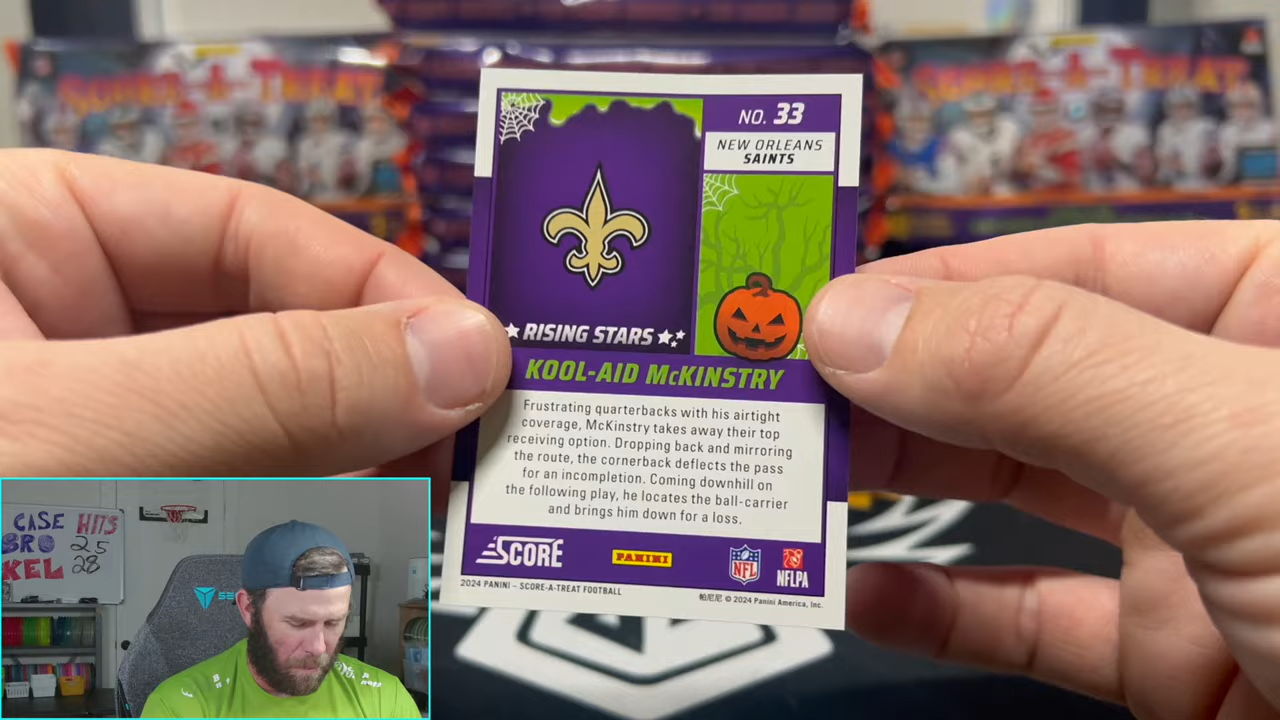 SCORE-A-TREAT
SCORE-A-TREAT
NO. 33
NEW ORLEANS
SAINTS
RISING STARS
KOOL-AID McKINSTRY
Frustrating quarterbacks with his airtight
coverage, McKinstry takes away their top
receiving option. Dropping back and mirroring
the route, the cornerback deflects the pass
for an incompletion. Coming downhill on
the following play, he locates the ball-carrier
and brings him down for a loss.
SCORE
PANINI
NFL
NFLPA
2024 PANINI – SCORE-A-TREAT FOOTBALL
帕尼尼 © 2024 Panini America, Inc.
CASE HITS
BRO 25
KEL 28